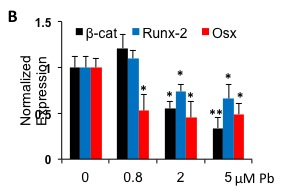 B
1.5
β-cat Runx-2 Osx
Normalized
Expression
1
0.5
0
* * * * * ** * *
0 0.8 2 5 μM Pb